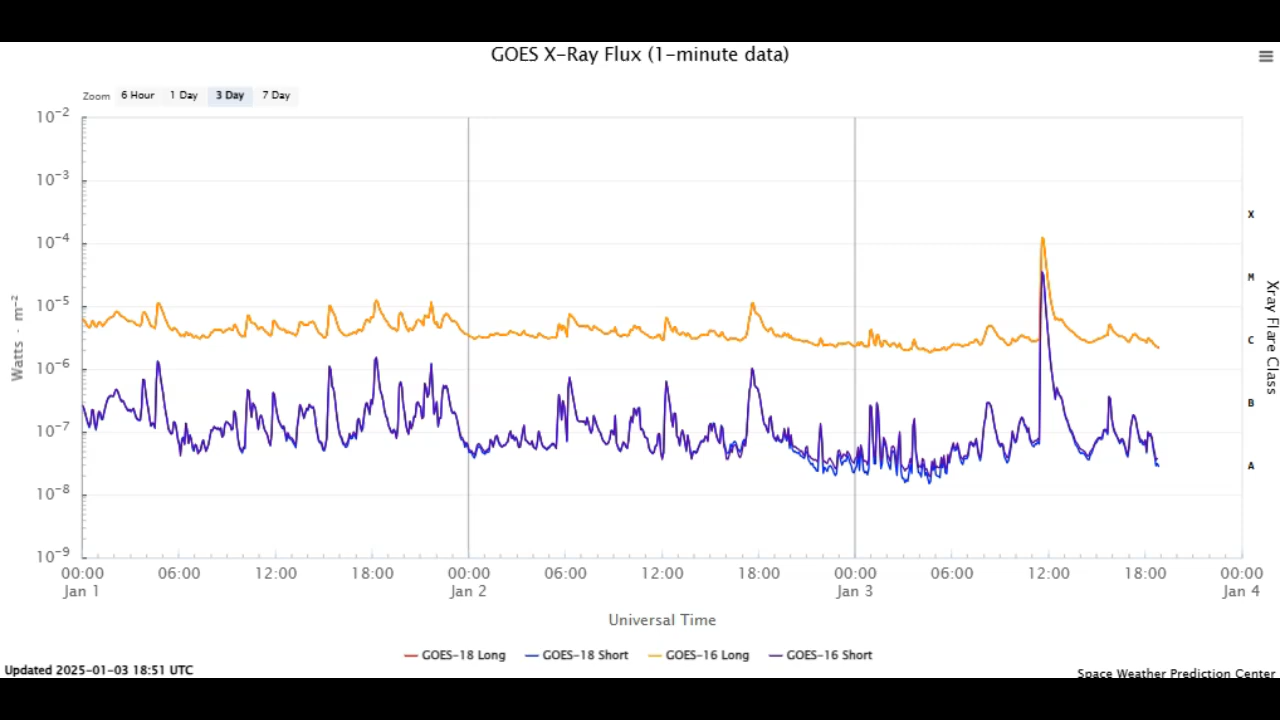 GOES X-Ray Flux (1-minute data)
Zoom 6 Hour 1 Day 3 Day 7 Day
10⁻²
10⁻³
10⁻⁴
10⁻⁵
10⁻⁶
10⁻⁷
10⁻⁸
10⁻⁹
Watts · m⁻²
X
M
C
B
A
Xray Flare Class
00:00 06:00 12:00 18:00 00:00 06:00 12:00 18:00 00:00 06:00 12:00 18:00 00:00
Jan 1 Jan 2 Jan 3 Jan 4
Universal Time
GOES-18 Long GOES-18 Short GOES-16 Long GOES-16 Short
Updated 2025-01-03 18:51 UTC
Space Weather Prediction Center